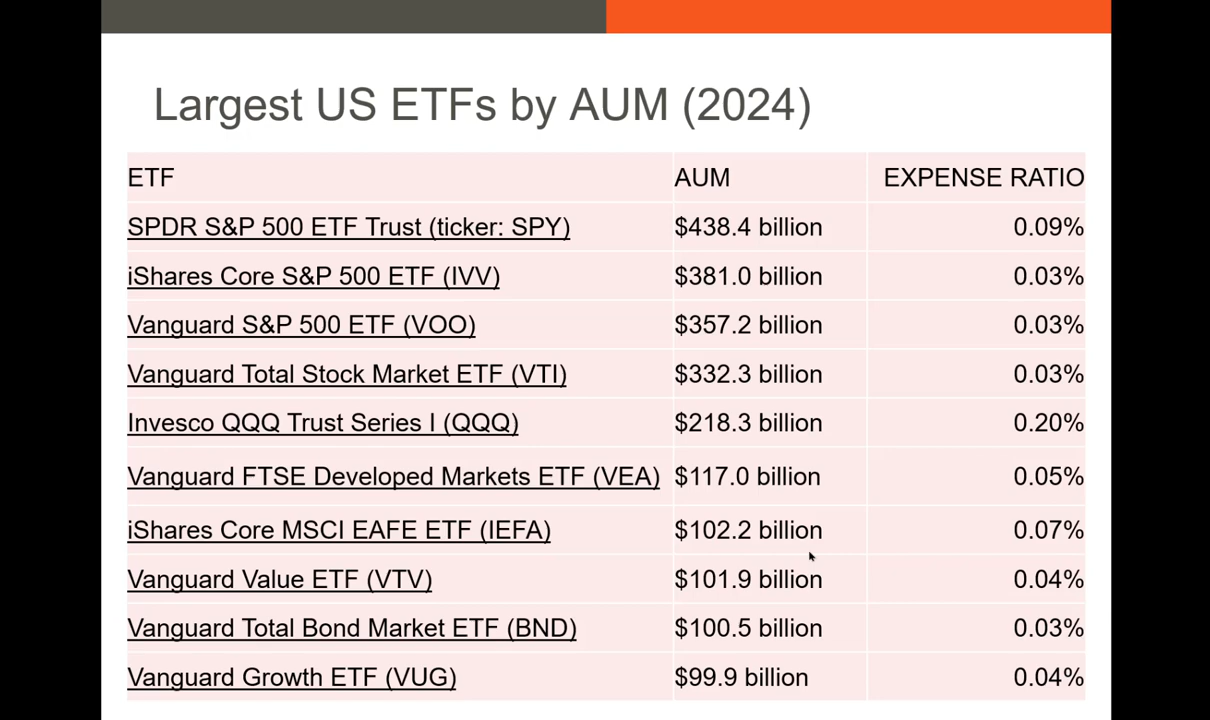 Largest US ETFs by AUM (2024)
ETF AUM EXPENSE RATIO
SPDR S&P 500 ETF Trust (ticker: SPY) $438.4 billion 0.09%
iShares Core S&P 500 ETF (IVV) $381.0 billion 0.03%
Vanguard S&P 500 ETF (VOO) $357.2 billion 0.03%
Vanguard Total Stock Market ETF (VTI) $332.3 billion 0.03%
Invesco QQQ Trust Series I (QQQ) $218.3 billion 0.20%
Vanguard FTSE Developed Markets ETF (VEA) $117.0 billion 0.05%
iShares Core MSCI EAFE ETF (IEFA) $102.2 billion 0.07%
Vanguard Value ETF (VTV) $101.9 billion 0.04%
Vanguard Total Bond Market ETF (BND) $100.5 billion 0.03%
Vanguard Growth ETF (VUG) $99.9 billion 0.04%